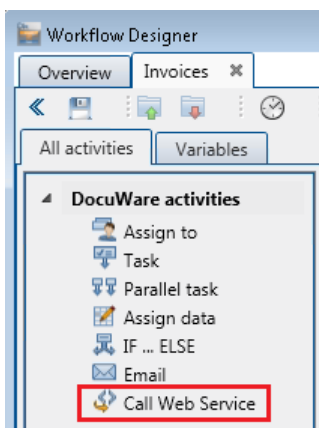 Workflow Designer
Overview Invoices
All activities Variables
DocuWare activities
Assign to
Task
Parallel task
Assign data
IF ... ELSE
Email
Call Web Service